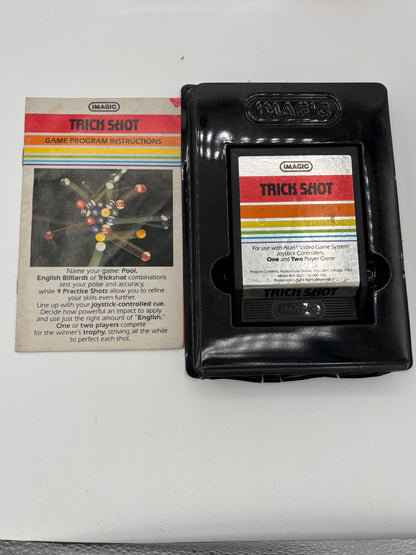 IMAGIC
TRICK SHOT
GAME PROGRAM INSTRUCTIONS
Name your game: Pool,
English Billiards or Trickshot combinations
test your poise and accuracy,
while 9 Practice Shots allow you to refine
your skills even further.
Line up with your joystick-controlled cue.
Decide how powerful an impact to apply
and use just the right amount of "English."
One or two players compete
for the winner's trophy, striving all the while
to perfect each shot.
IMAGIC
IMAGIC
TRICK SHOT
For use with Atari® Video Game System
Joystick Controllers
One and Two Player Game
TRICK SHOT